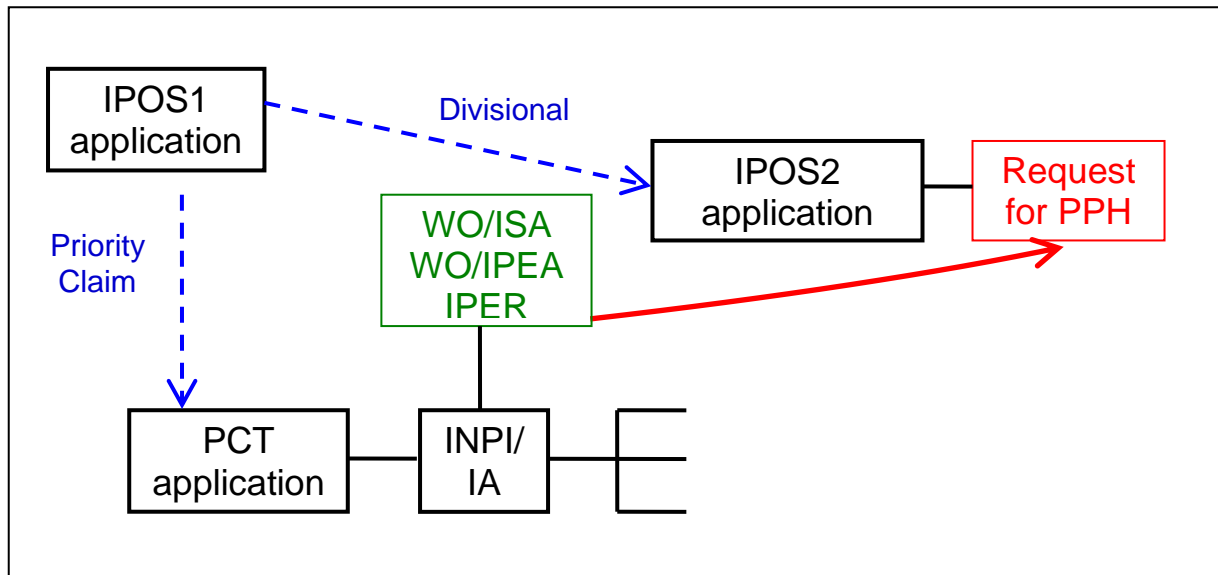 IPOS1
application
Divisional
IPOS2
application
Request
for PPH
Priority
Claim
WO/ISA
WO/IPEA
IPER
PCT
application
INPI/
IA